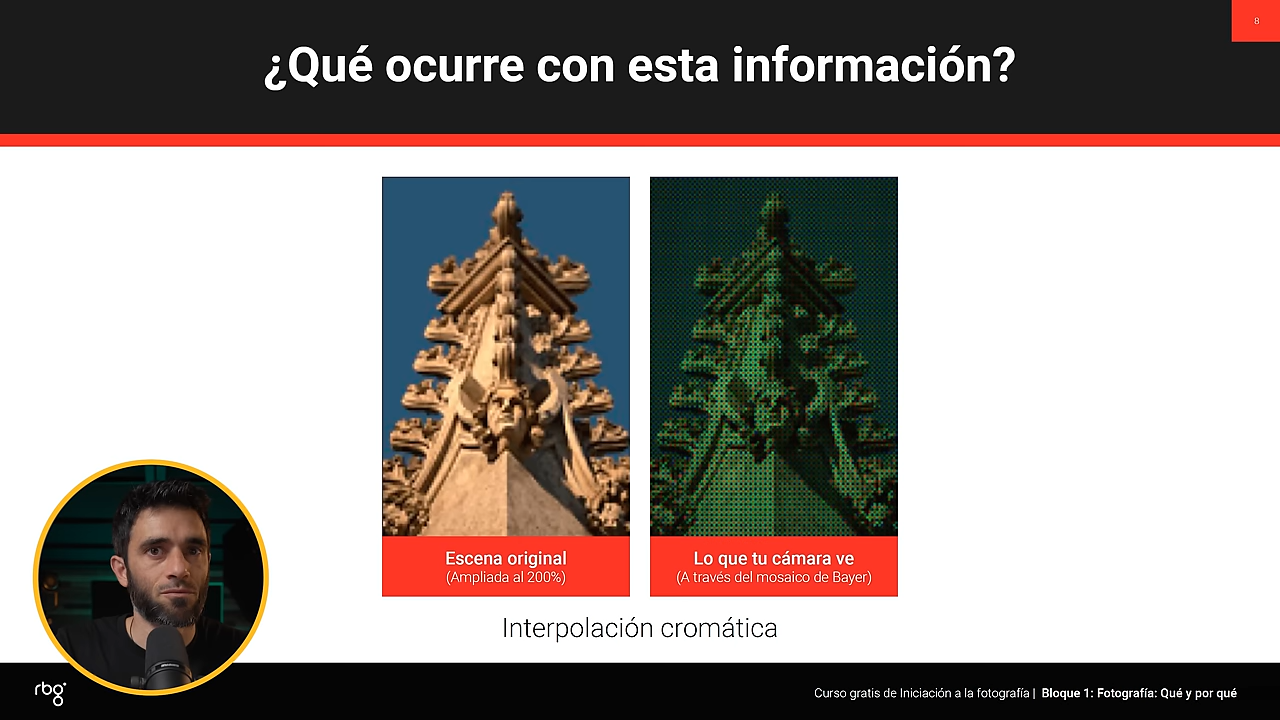 8
¿Qué ocurre con esta información?
Escena original
(Ampliada al 200%)
Lo que tu cámara ve
(A través del mosaico de Bayer)
Interpolación cromática
rbg
Curso gratis de Iniciación a la fotografía | Bloque 1: Fotografía: Qué y por qué